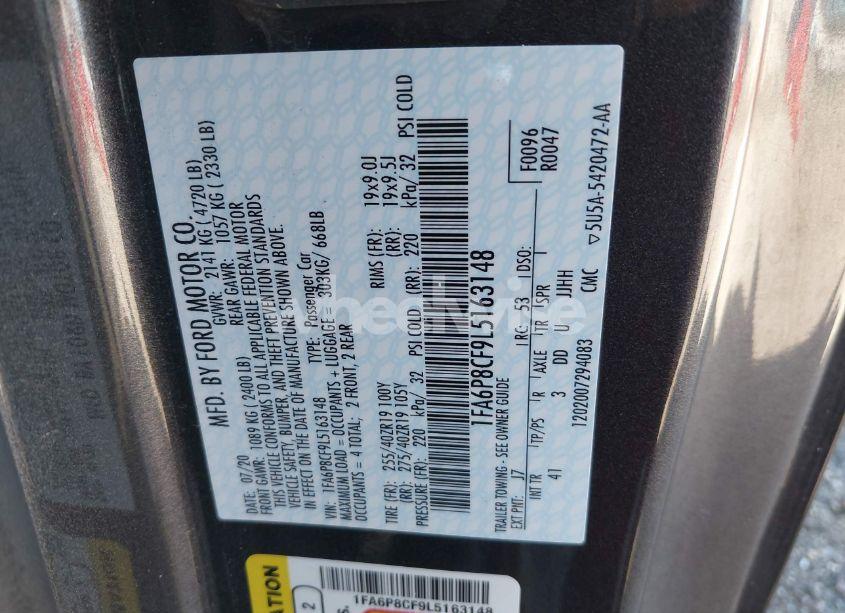 MFD. BY FORD MOTOR CO.
DATE: 07/20 GVWR: 2141 KG ( 4720 LB)
FRONT GAWR: 1089 KG ( 2400 LB) REAR GAWR: 1057 KG ( 2330 LB)
THIS VEHICLE CONFORMS TO ALL APPLICABLE FEDERAL MOTOR
VEHICLE SAFETY, BUMPER, AND THEFT PREVENTION STANDARDS
IN EFFECT ON THE DATE OF MANUFACTURE SHOWN ABOVE.
VIN: 1FA6P8CF9L5163148 TYPE: Passenger Car
MAXIMUM LOAD = OCCUPANTS + LUGGAGE = 303KG/ 668LB
OCCUPANTS = 4 TOTAL; 2 FRONT, 2 REAR
TIRE (FR): 255/40ZR19 100Y RIMS (FR): 19x9.0J
(RR): 275/40ZR19 105Y (RR): 19x9.5J
PRESSURE (FR): 220 kPa/ 32 PSI COLD (RR): 220 kPa/ 32 PSI COLD
1FA6P8CF9L5163148
F0096
R0047
TRAILER TOWING - SEE OWNER GUIDE
EXT PNT: J7 RC: 53 DSO:
INT TR TP/PS R AXLE TR SPR
41 3 DD U JJHH
1202007294083 CMC ▽5U5A-5420472-AA
2
1FA6P8CF9L5163148